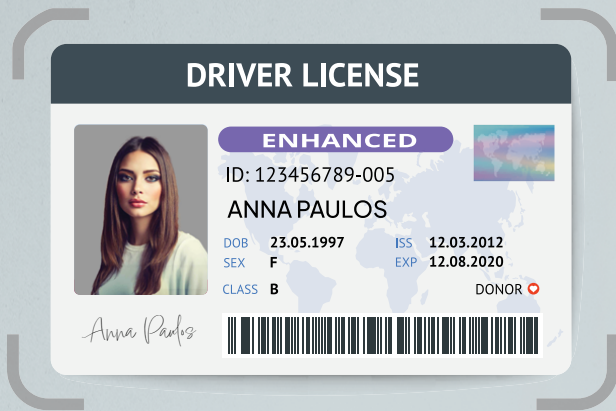 DRIVER LICENSE
ENHANCED
ID: 123456789-005
ANNA PAULOS
DOB 23.05.1997 ISS 12.03.2012
SEX F EXP 12.08.2020
CLASS B DONOR
Anna Paulos